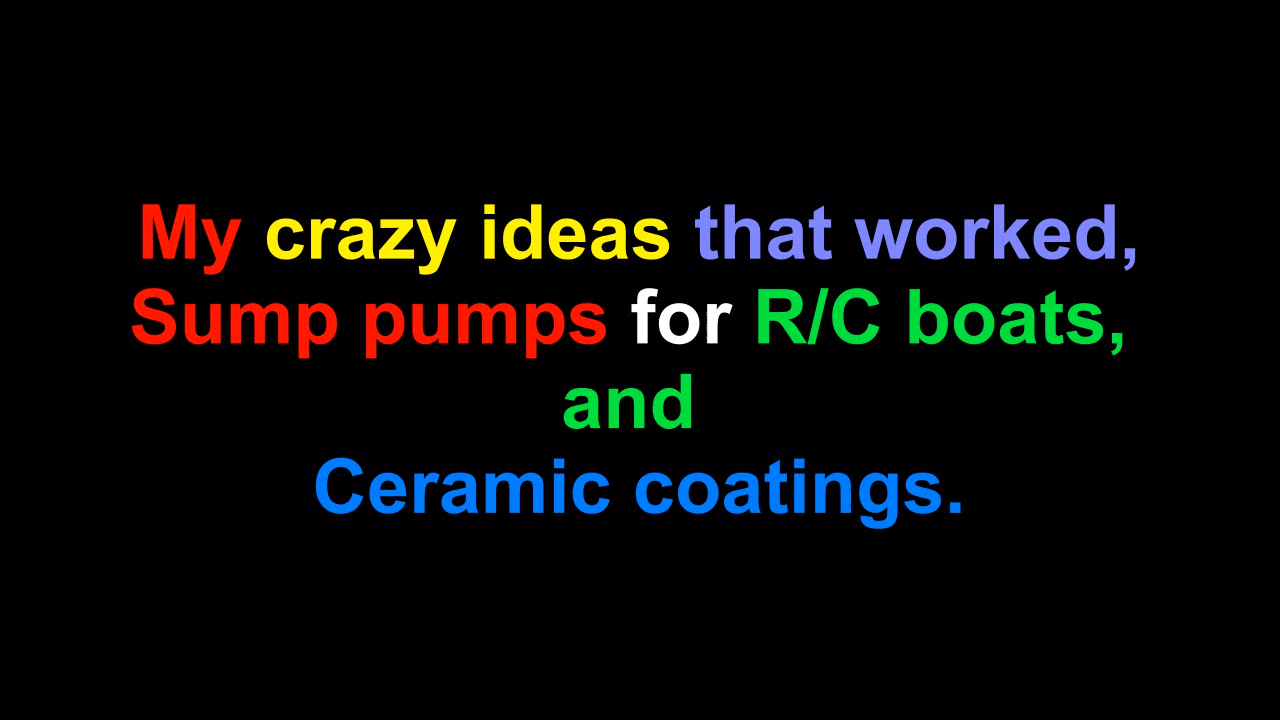 My crazy ideas that worked,
Sump pumps for R/C boats,
and
Ceramic coatings.